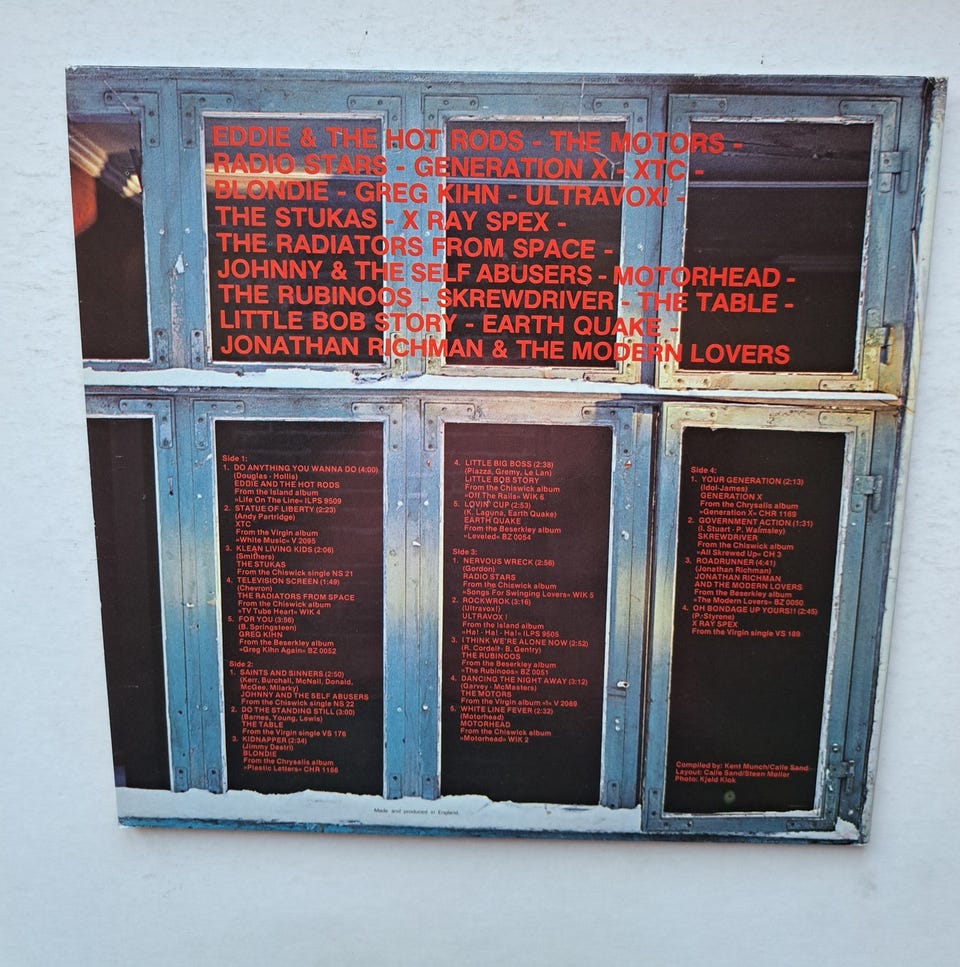 EDDIE & THE HOT RODS - THE MOTORS -
RADIO STARS - GENERATION X - XTC -
BLONDIE - GREG KIHN - ULTRAVOX! -
THE STUKAS - X RAY SPEX -
THE RADIATORS FROM SPACE -
JOHNNY & THE SELF ABUSERS - MOTORHEAD -
THE RUBINOOS - SKREWDRIVER - THE TABLE -
LITTLE BOB STORY - EARTH QUAKE -
JONATHAN RICHMAN & THE MODERN LOVERS
Side 1:
1. DO ANYTHING YOU WANNA DO (4:00)
(Douglas - Hollis)
EDDIE AND THE HOT RODS
From the Island album
»Life On The Line« ILPS 9509
2. STATUE OF LIBERTY (2:23)
(Andy Partridge)
XTC
From the Virgin album
»White Music« V 2095
3. KLEAN LIVING KIDS (2:06)
(Smithers)
THE STUKAS
From the Chiswick single NS 21
4. TELEVISION SCREEN (1:49)
(Chevron)
THE RADIATORS FROM SPACE
From the Chiswick album
»TV Tube Heart« WIK 4
5. FOR YOU (3:56)
(B. Springsteen)
GREG KIHN
From the Beserkley album
»Greg Kihn Again« BZ 0052
Side 2:
1. SAINTS AND SINNERS (2:50)
(Kerr, Burchall, McNeil, Donald,
McGee, Milarky)
JOHNNY AND THE SELF ABUSERS
From the Chiswick single NS 22
2. DO THE STANDING STILL (3:00)
(Barnes, Young, Lewis)
THE TABLE
From the Virgin single VS 176
3. KIDNAPPER (2:34)
(Jimmy Destri)
BLONDIE
From the Chrysalis album
»Plastic Letters« CHR 1166
4. LITTLE BIG BOSS (2:38)
(Piazza, Gremy, Le Lan)
LITTLE BOB STORY
From the Chiswick album
»Off The Rails« WIK 6
5. LOVIN' CUP (2:53)
(K. Laguna, Earth Quake)
EARTH QUAKE
From the Beserkley album
»Leveled« BZ 0054
Side 3:
1. NERVOUS WRECK (2:56)
(Gordon)
RADIO STARS
From the Chiswick album
»Songs For Swinging Lovers« WIK 5
2. ROCKWROK (3:16)
(Ultravox!)
ULTRAVOX !
From the Island album
»Ha! - Ha! - Ha!« ILPS 9505
3. I THINK WE'RE ALONE NOW (2:52)
(R. Cordell - B. Gentry)
THE RUBINOOS
From the Beserkley album
»The Rubinoos« BZ 0051
4. DANCING THE NIGHT AWAY (3:12)
(Garvey - McMasters)
THE MOTORS
From the Virgin album »1« V 2089
5. WHITE LINE FEVER (2:32)
(Motorhead)
MOTORHEAD
From the Chiswick album
»Motorhead« WIK 2
Side 4:
1. YOUR GENERATION (2:13)
(Idol-James)
GENERATION X
From the Chrysalis album
»Generation X« CHR 1169
2. GOVERNMENT ACTION (1:31)
(I. Stuart - P. Walmsley)
SKREWDRIVER
From the Chiswick album
»All Skrewed Up« CH 3
3. ROADRUNNER (4:41)
(Jonathan Richman)
JONATHAN RICHMAN
AND THE MODERN LOVERS
From the Beserkley album
»The Modern Lovers« BZ 0050
4. OH BONDAGE UP YOURS!! (2:45)
(P. Styrene)
X RAY SPEX
From the Virgin single VS 189
Compiled by: Kent Munch/Calle Sand
Layout: Calle Sand/Steen Møller
Photo: Kjeld Klok
Made and produced in England.